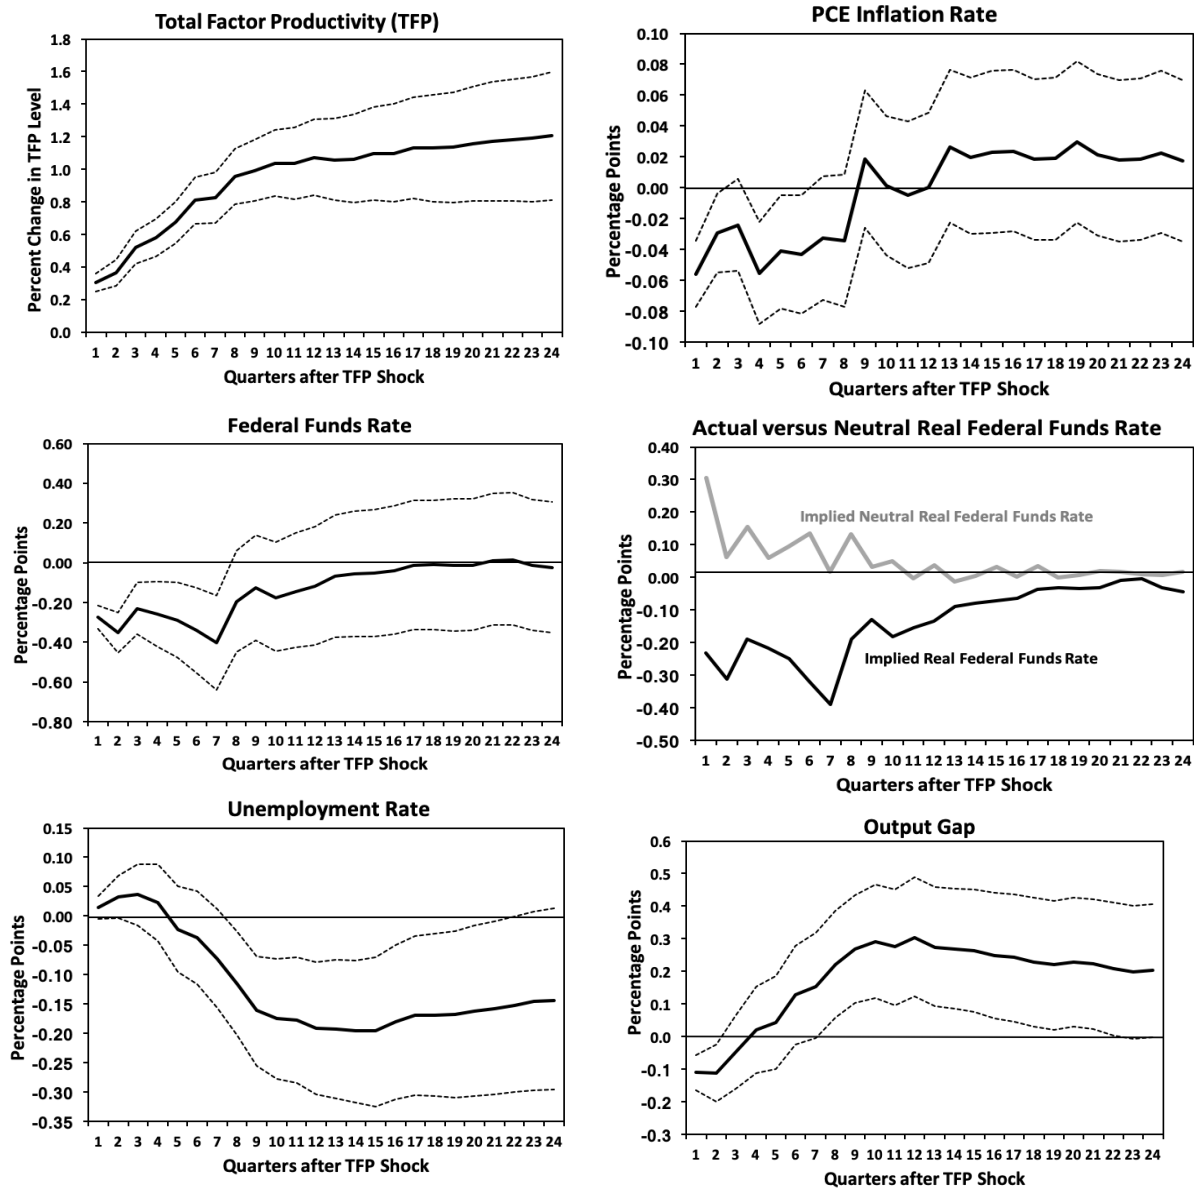 Total Factor Productivity (TFP)
Percent Change in TFP Level
1.8
1.6
1.4
1.2
1.0
0.8
0.6
0.4
0.2
0.0
1 2 3 4 5 6 7 8 9 10 11 12 13 14 15 16 17 18 19 20 21 22 23 24
Quarters after TFP Shock
PCE Inflation Rate
Percentage Points
0.10
0.08
0.06
0.04
0.02
0.00
-0.02
-0.04
-0.06
-0.08
-0.10
1 2 3 4 5 6 7 8 9 10 11 12 13 14 15 16 17 18 19 20 21 22 23 24
Quarters after TFP Shock
Federal Funds Rate
Percentage Points
0.60
0.40
0.20
0.00
-0.20
-0.40
-0.60
-0.80
1 2 3 4 5 6 7 8 9 10 11 12 13 14 15 16 17 18 19 20 21 22 23 24
Quarters after TFP Shock
Actual versus Neutral Real Federal Funds Rate
Percentage Points
0.40
0.30
0.20
0.10
0.00
-0.10
-0.20
-0.30
-0.40
-0.50
Implied Neutral Real Federal Funds Rate
Implied Real Federal Funds Rate
1 2 3 4 5 6 7 8 9 10 11 12 13 14 15 16 17 18 19 20 21 22 23 24
Quarters after TFP Shock
Unemployment Rate
Percentage Points
0.15
0.10
0.05
0.00
-0.05
-0.10
-0.15
-0.20
-0.25
-0.30
-0.35
1 2 3 4 5 6 7 8 9 10 11 12 13 14 15 16 17 18 19 20 21 22 23 24
Quarters after TFP Shock
Output Gap
Percentage Points
0.6
0.5
0.4
0.3
0.2
0.1
0.0
-0.1
-0.2
-0.3
1 2 3 4 5 6 7 8 9 10 11 12 13 14 15 16 17 18 19 20 21 22 23 24
Quarters after TFP Shock